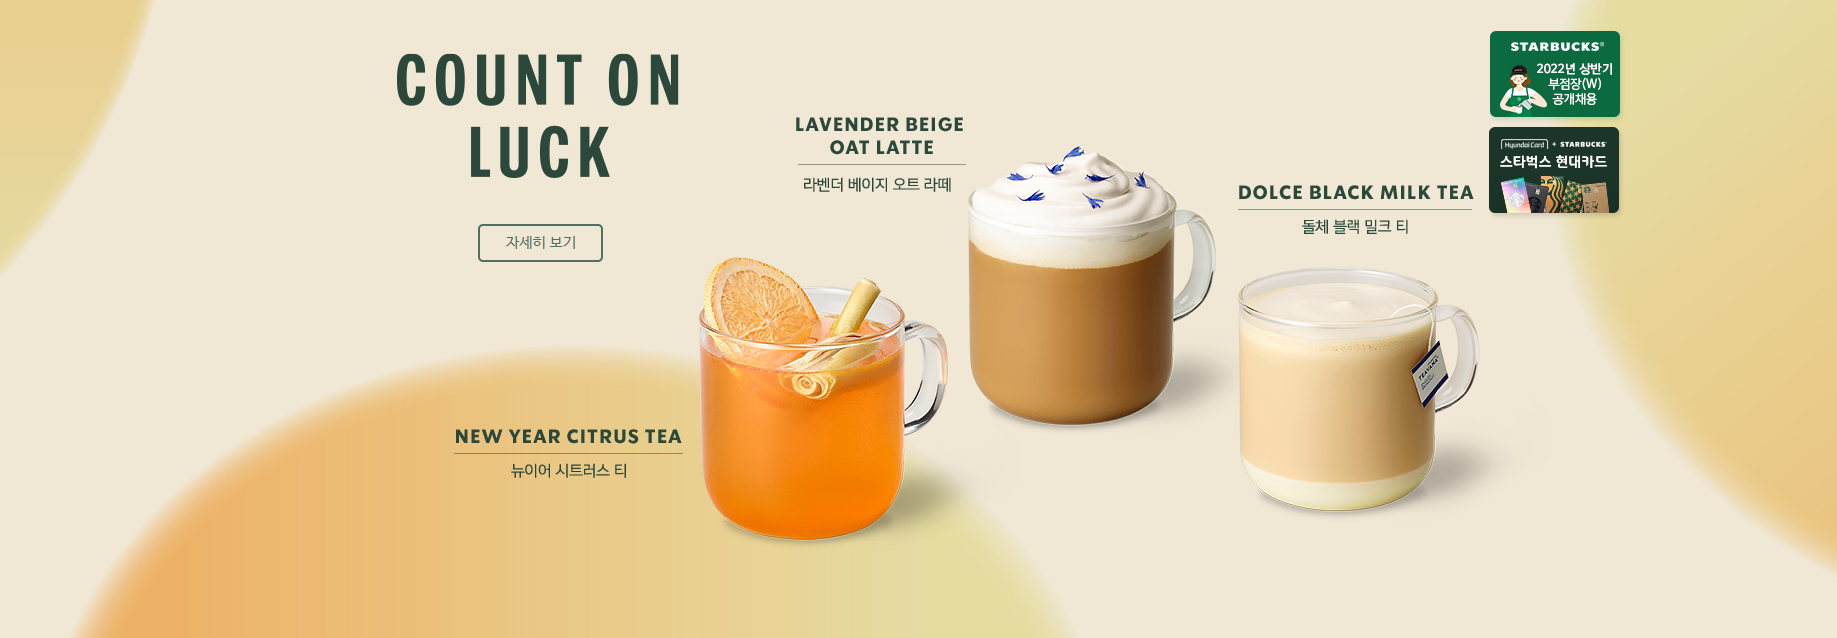 COUNT ON
LUCK
자세히 보기
NEW YEAR CITRUS TEA
뉴이어 시트러스 티
LAVENDER BEIGE
OAT LATTE
라벤더 베이지 오트 라떼
DOLCE BLACK MILK TEA
돌체 블랙 밀크 티
TEAVANA
STARBUCKS®
2022년 상반기
부점장(W)
공개채용
Hyundai Card + STARBUCKS
스타벅스 현대카드